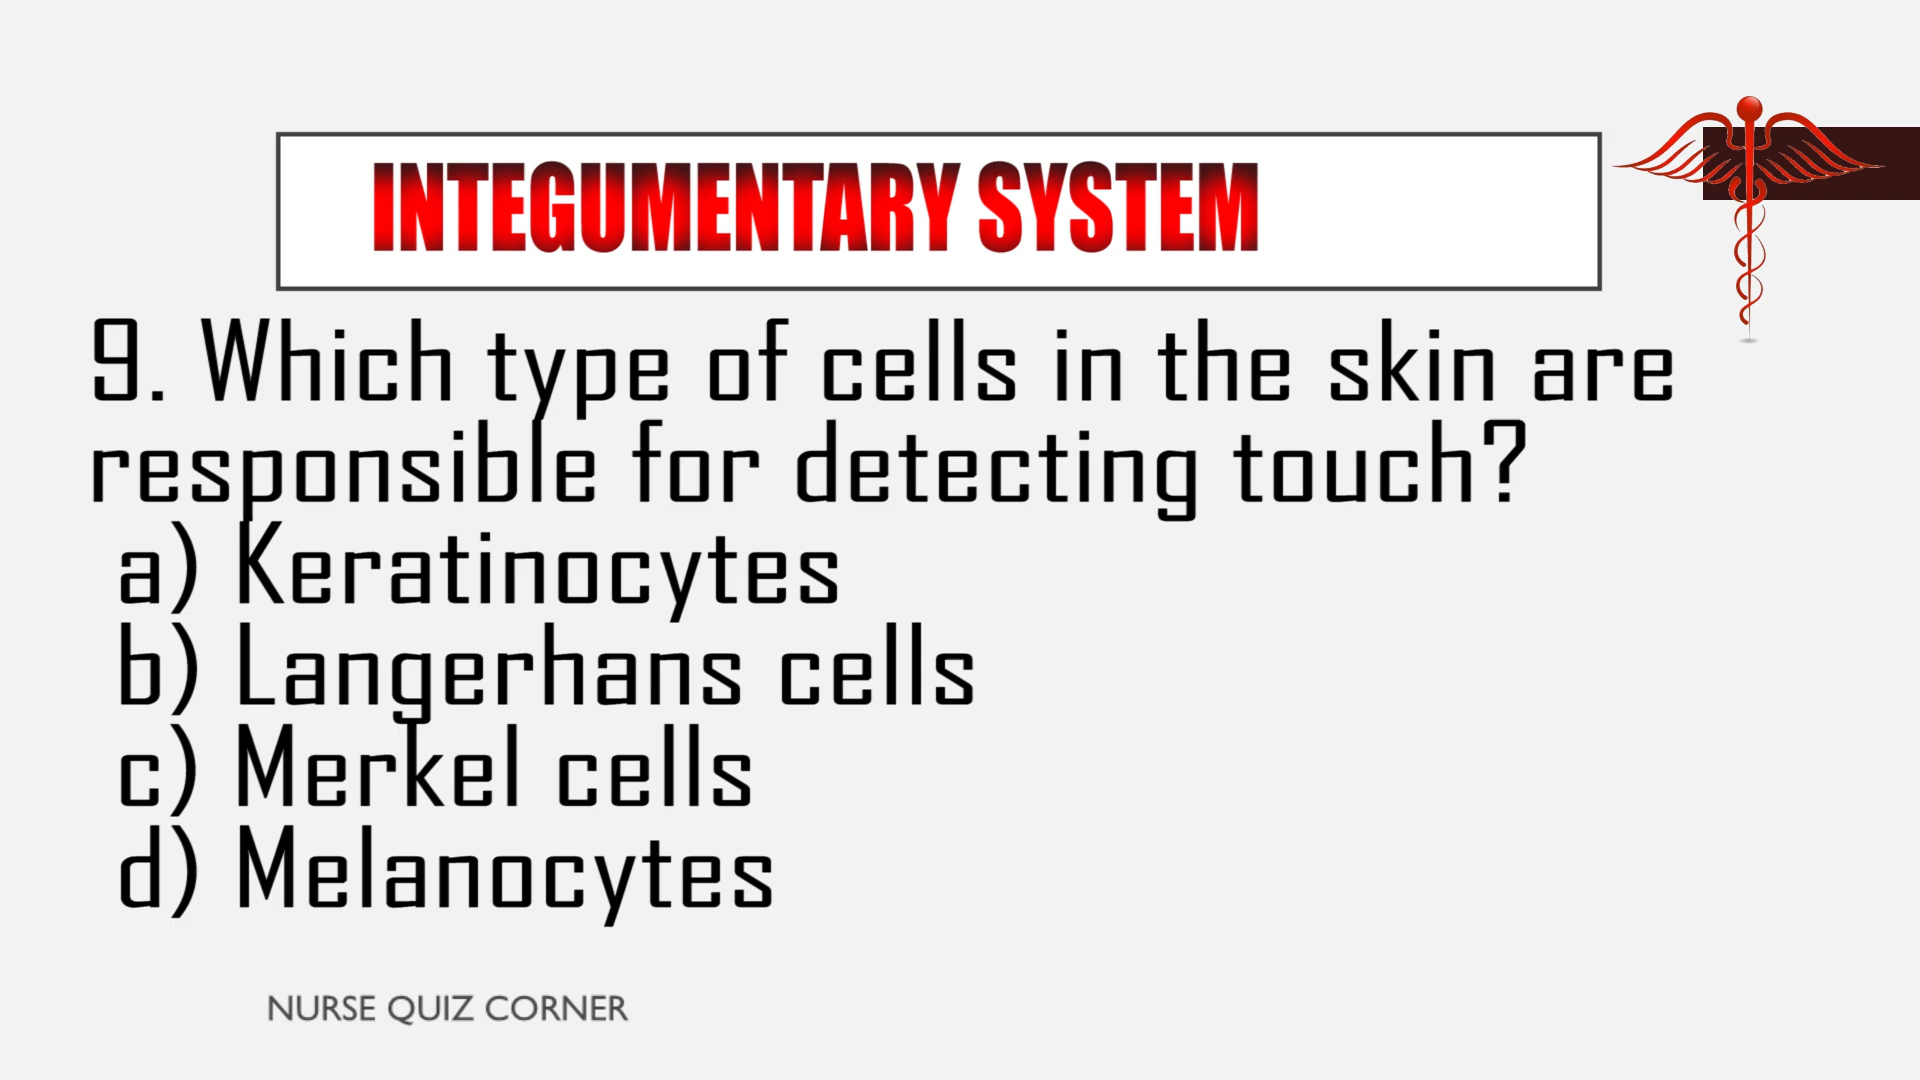 INTEGUMENTARY SYSTEM
9. Which type of cells in the skin are
responsible for detecting touch?
a) Keratinocytes
b) Langerhans cells
c) Merkel cells
d) Melanocytes
NURSE QUIZ CORNER